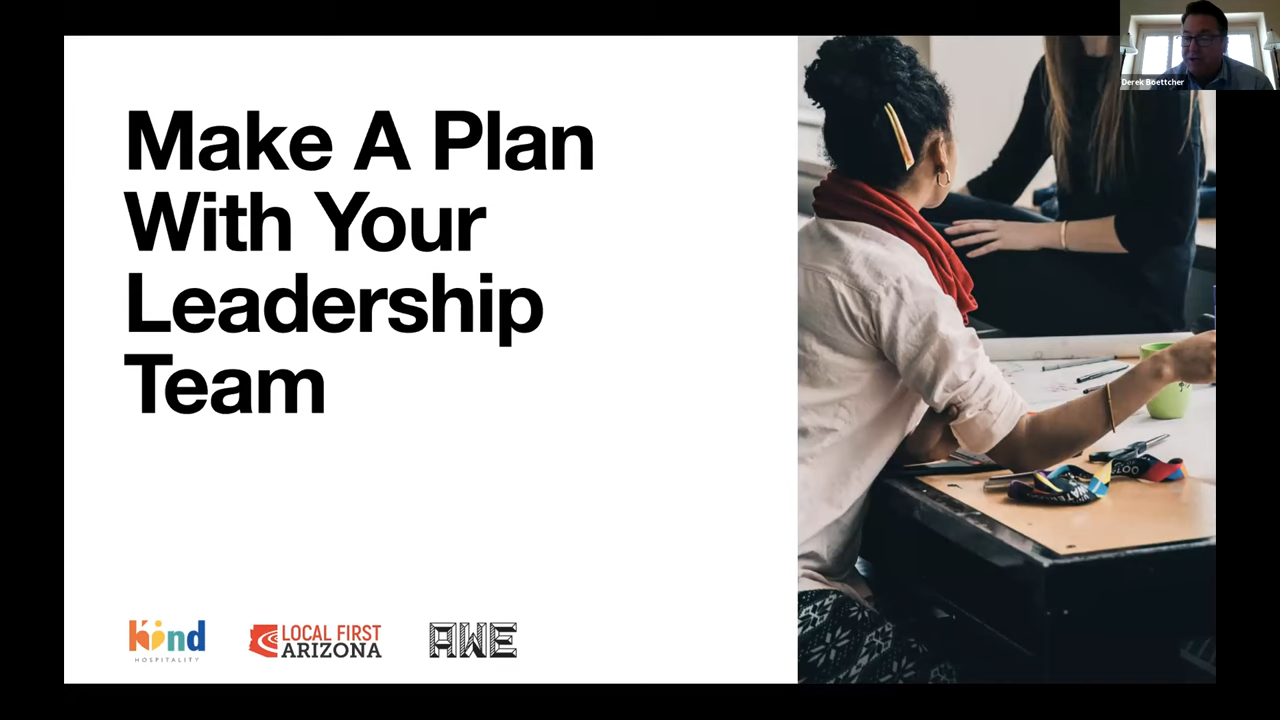 Derek Boettcher
Make A Plan
With Your
Leadership
Team
kind
HOSPITALITY
LOCAL FIRST
ARIZONA
AWE